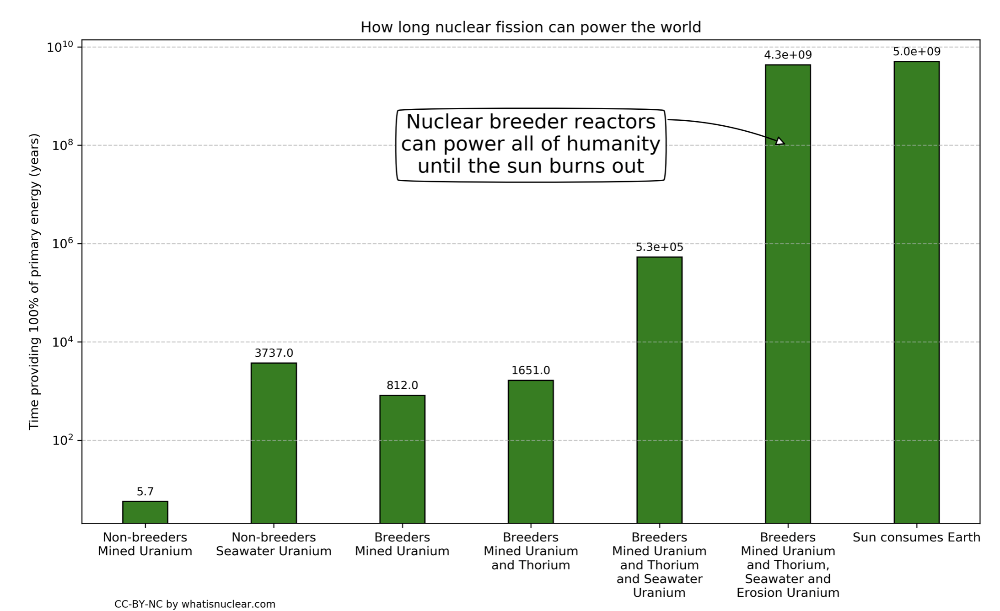 How long nuclear fission can power the world
Time providing 100% of primary energy (years)
10¹⁰
10⁸
10⁶
10⁴
10²
5.7
3737.0
812.0
1651.0
5.3e+05
4.3e+09
5.0e+09
Nuclear breeder reactors
can power all of humanity
until the sun burns out
Non-breeders
Mined Uranium
Non-breeders
Seawater Uranium
Breeders
Mined Uranium
Breeders
Mined Uranium
and Thorium
Breeders
Mined Uranium
and Thorium
and Seawater
Uranium
Breeders
Mined Uranium
and Thorium,
Seawater and
Erosion Uranium
Sun consumes Earth
CC-BY-NC by whatisnuclear.com